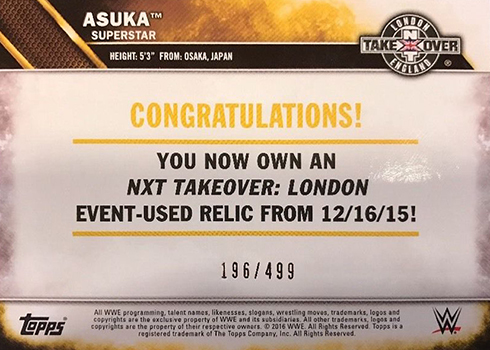 ASUKA™
SUPERSTAR
HEIGHT: 5'3" FROM: OSAKA, JAPAN
LONDON
NXT
TAKEOVER
ENGLAND
®
CONGRATULATIONS!
YOU NOW OWN AN
NXT TAKEOVER: LONDON
EVENT-USED RELIC FROM 12/16/15!
196/499
Topps
All WWE programming, talent names, likenesses, slogans, wrestling moves, trademarks, logos and
copyrights are the exclusive property of WWE and its subsidiaries. All other trademarks, logos and
copyrights are the property of their respective owners. © 2016 WWE. All Rights Reserved. Topps is a
registered trademark of The Topps Company, Inc. All Rights Reserved.
W